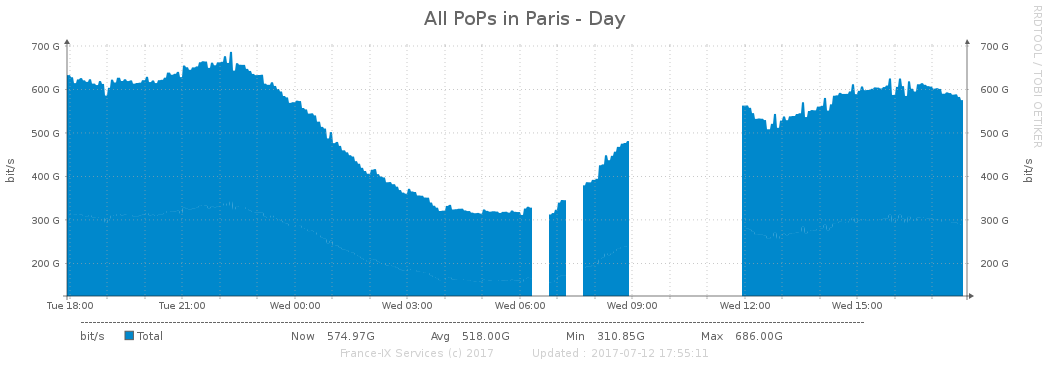 All PoPs in Paris - Day
RRDTOOL / TOBI OETIKER
700 G 700 G
600 G 600 G
500 G 500 G
400 G 400 G
300 G 300 G
200 G 200 G
bit/s bit/s
Tue 18:00 Tue 21:00 Wed 00:00 Wed 03:00 Wed 06:00 Wed 09:00 Wed 12:00 Wed 15:00
bit/s Total Now 574.97G Avg 518.00G Min 310.85G Max 686.00G
France-IX Services (c) 2017 Updated : 2017-07-12 17:55:11